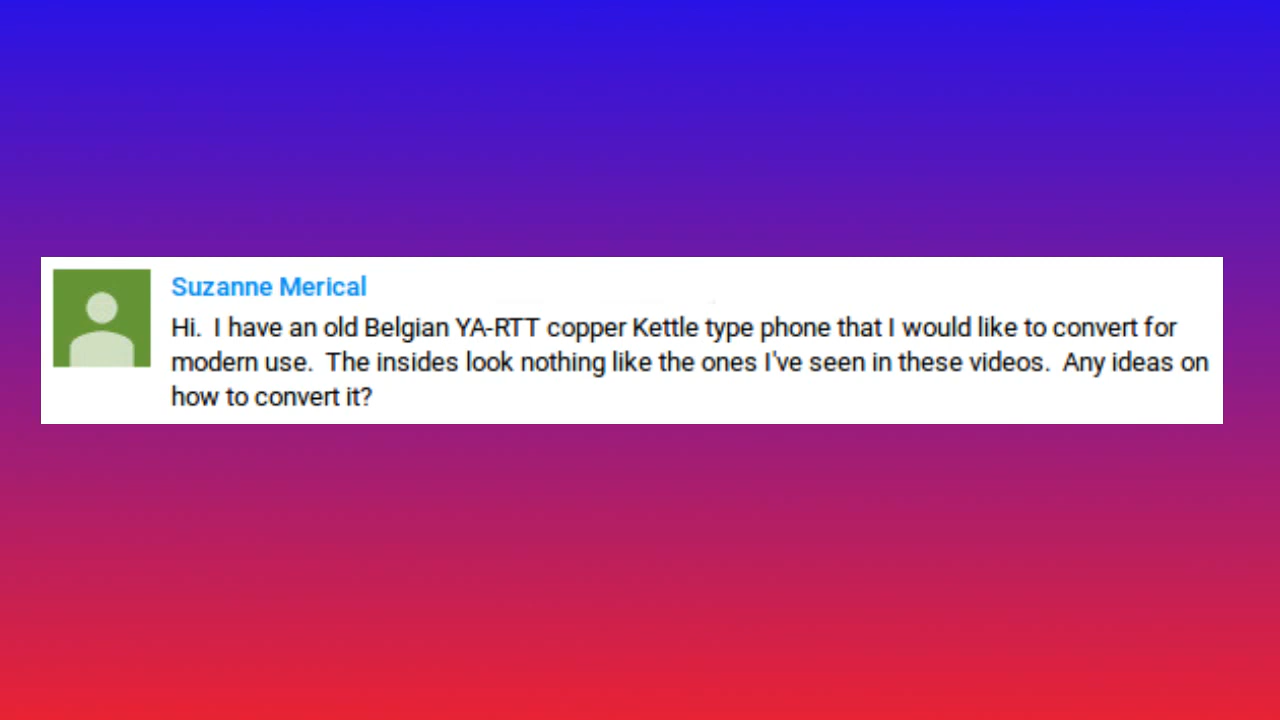 Suzanne Merical
Hi.  I have an old Belgian YA-RTT copper Kettle type phone that I would like to convert for
modern use.  The insides look nothing like the ones I've seen in these videos.  Any ideas on
how to convert it?